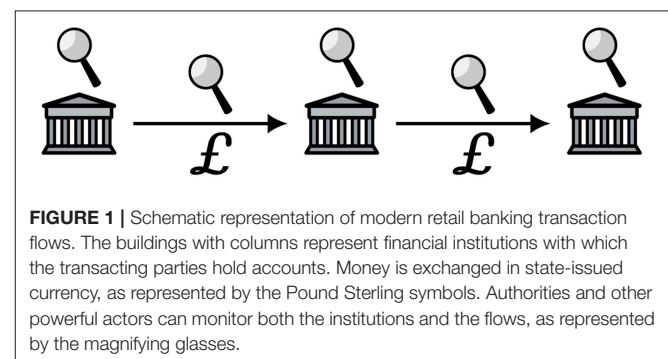 £ £
FIGURE 1 | Schematic representation of modern retail banking transaction
flows. The buildings with columns represent financial institutions with which
the transacting parties hold accounts. Money is exchanged in state-issued
currency, as represented by the Pound Sterling symbols. Authorities and other
powerful actors can monitor both the institutions and the flows, as represented
by the magnifying glasses.